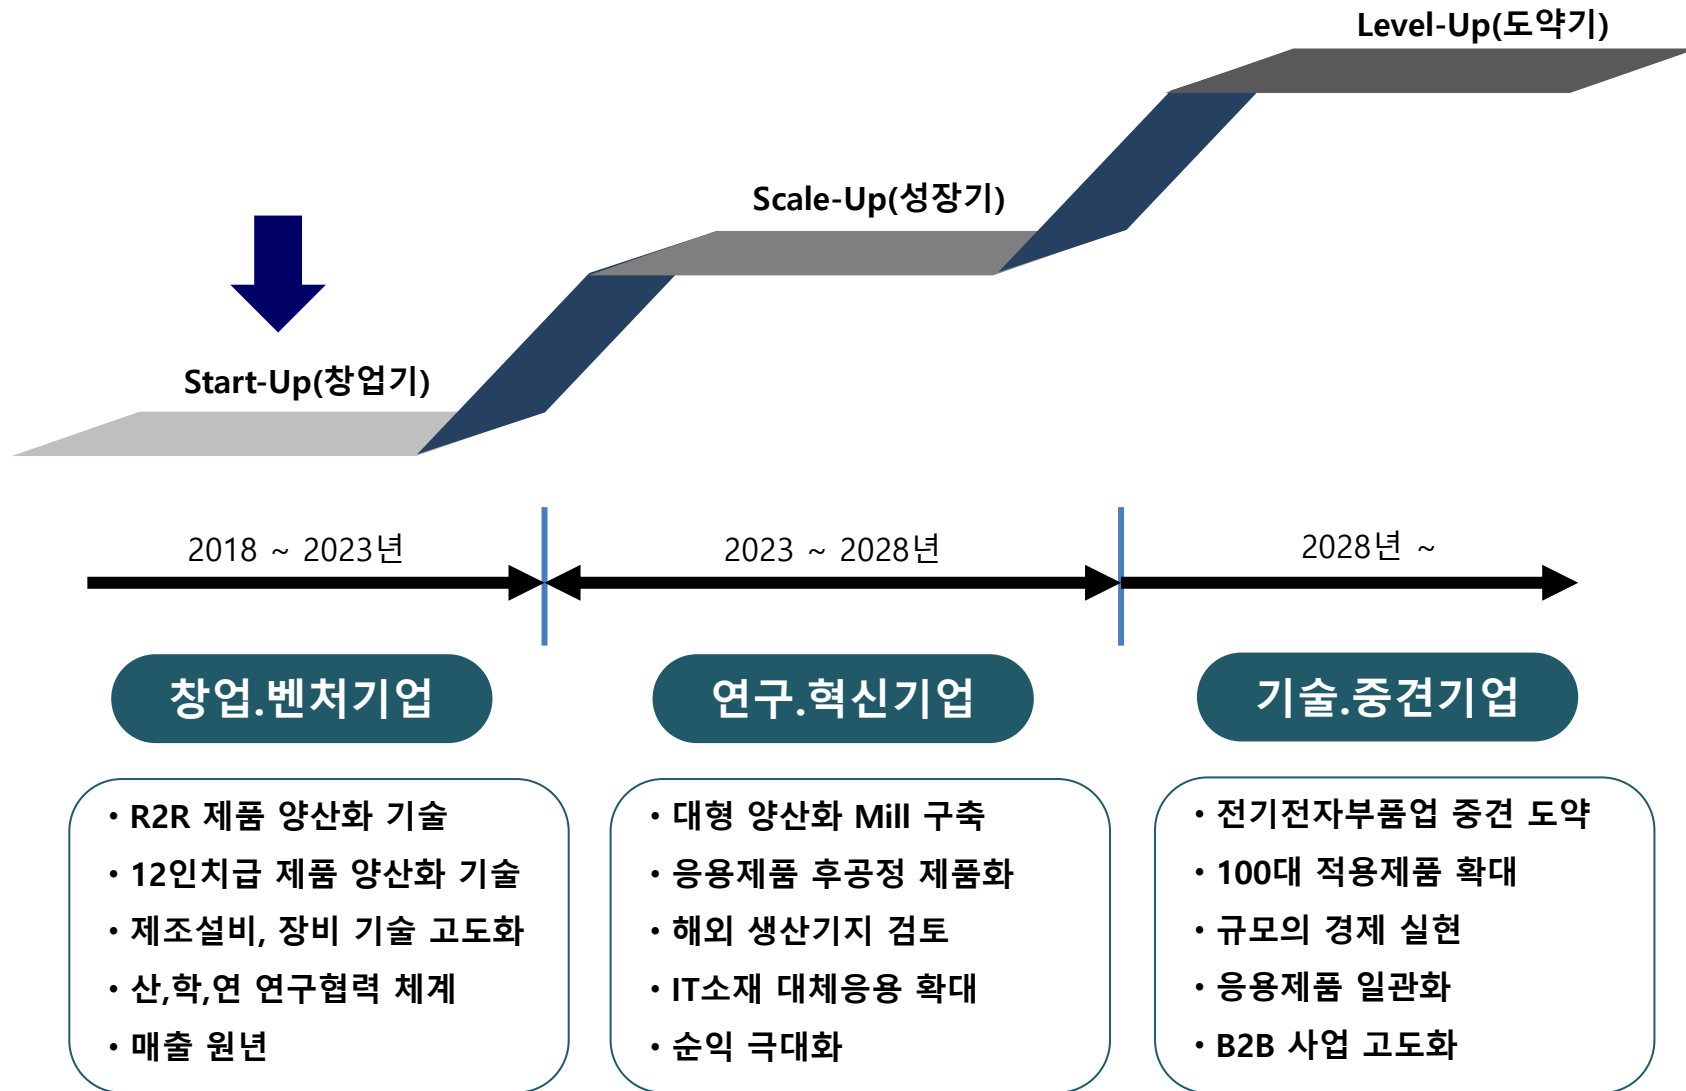 Level-Up(도약기)
Scale-Up(성장기)
Start-Up(창업기)
2018 ~ 2023년
2023 ~ 2028년
2028년 ~
창업.벤처기업
연구.혁신기업
기술.중견기업
· R2R 제품 양산화 기술
· 12인치급 제품 양산화 기술
· 제조설비, 장비 기술 고도화
· 산,학,연 연구협력 체계
· 매출 원년
· 대형 양산화 Mill 구축
· 응용제품 후공정 제품화
· 해외 생산기지 검토
· IT소재 대체응용 확대
· 순익 극대화
· 전기전자부품업 중견 도약
· 100대 적용제품 확대
· 규모의 경제 실현
· 응용제품 일관화
· B2B 사업 고도화